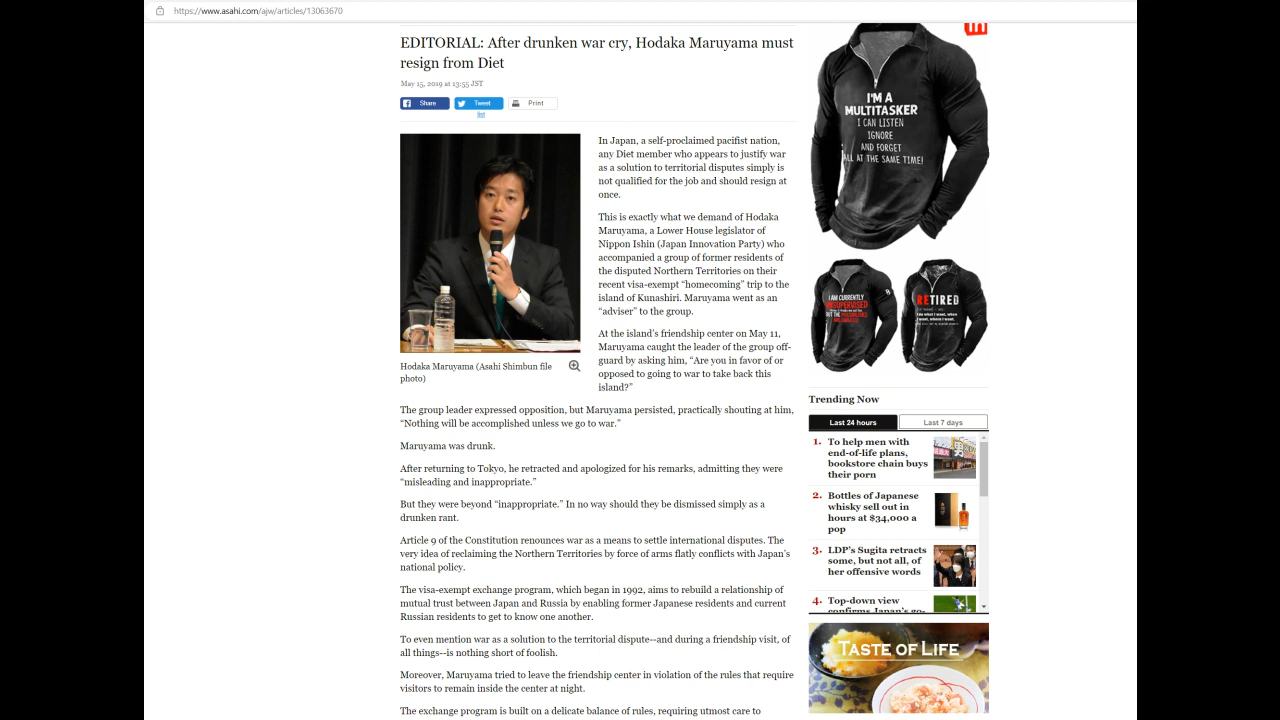 https://www.asahi.com/ajw/articles/13063670
EDITORIAL: After drunken war cry, Hodaka Maruyama must
resign from Diet
May 15, 2019 at 13:55 JST
Share
Tweet
Print
list
In Japan, a self-proclaimed pacifist nation,
any Diet member who appears to justify war
as a solution to territorial disputes simply is
not qualified for the job and should resign at
once.
This is exactly what we demand of Hodaka
Maruyama, a Lower House legislator of
Nippon Ishin (Japan Innovation Party) who
accompanied a group of former residents of
the disputed Northern Territories on their
recent visa-exempt “homecoming” trip to the
island of Kunashiri. Maruyama went as an
“adviser” to the group.
At the island’s friendship center on May 11,
Maruyama caught the leader of the group off-
guard by asking him, “Are you in favor of or
opposed to going to war to take back this
island?”
Hodaka Maruyama (Asahi Shimbun file
photo)
The group leader expressed opposition, but Maruyama persisted, practically shouting at him,
“Nothing will be accomplished unless we go to war.”
Maruyama was drunk.
After returning to Tokyo, he retracted and apologized for his remarks, admitting they were
“misleading and inappropriate.”
But they were beyond “inappropriate.” In no way should they be dismissed simply as a
drunken rant.
Article 9 of the Constitution renounces war as a means to settle international disputes. The
very idea of reclaiming the Northern Territories by force of arms flatly conflicts with Japan’s
national policy.
The visa-exempt exchange program, which began in 1992, aims to rebuild a relationship of
mutual trust between Japan and Russia by enabling former Japanese residents and current
Russian residents to get to know one another.
To even mention war as a solution to the territorial dispute--and during a friendship visit, of
all things--is nothing short of foolish.
Moreover, Maruyama tried to leave the friendship center in violation of the rules that require
visitors to remain inside the center at night.
The exchange program is built on a delicate balance of rules, requiring utmost care to
I'M A
MULTITASKER
I CAN LISTEN
IGNORE
AND FORGET
ALL AT THE SAME TIME!
I AM CURRENTLY
UNSUPERVISED
RETIRED
Trending Now
Last 24 hours
Last 7 days
1. To help men with
end-of-life plans,
bookstore chain buys
their porn
2. Bottles of Japanese
whisky sell out in
hours at $34,000 a
pop
3. LDP’s Sugita retracts
some, but not all, of
her offensive words
4. Top-down view
confirms Japan’s go-
TASTE OF LIFE